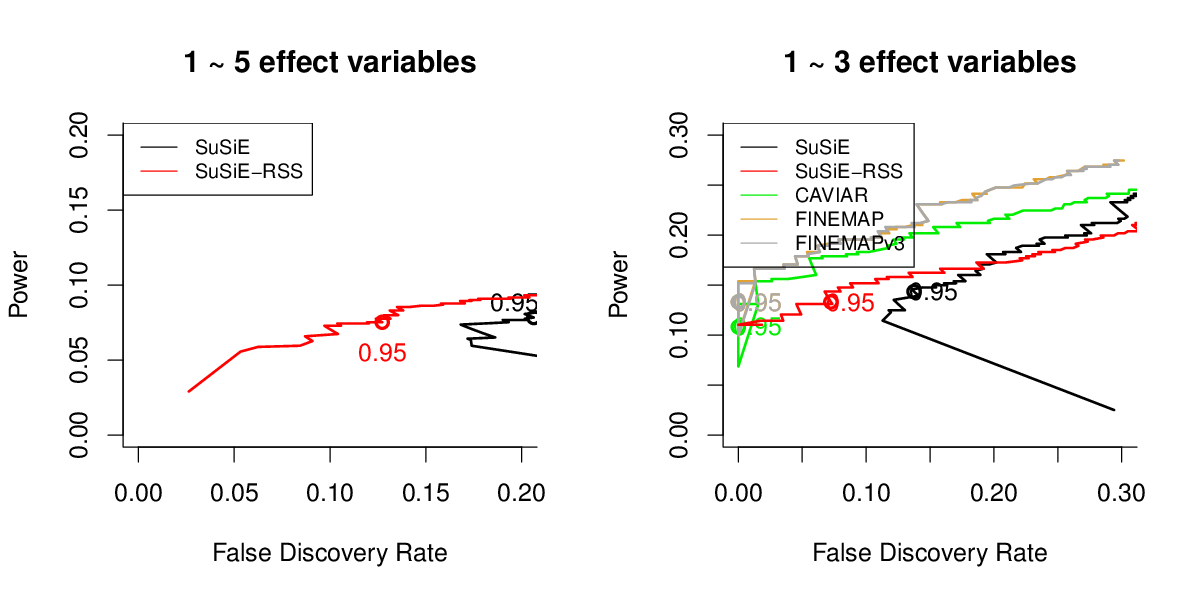 1 ~ 5 effect variables
Power
0.00
0.05
0.10
0.15
0.20
SuSiE
SuSiE−RSS
0.95
0.95
0.00
0.05
0.10
0.15
0.20
False Discovery Rate
1 ~ 3 effect variables
Power
0.00
0.10
0.20
0.30
SuSiE
SuSiE−RSS
CAVIAR
FINEMAP
FINEMAPv3
0.95
0.95
0.95
0.95
0.00
0.10
0.20
0.30
False Discovery Rate